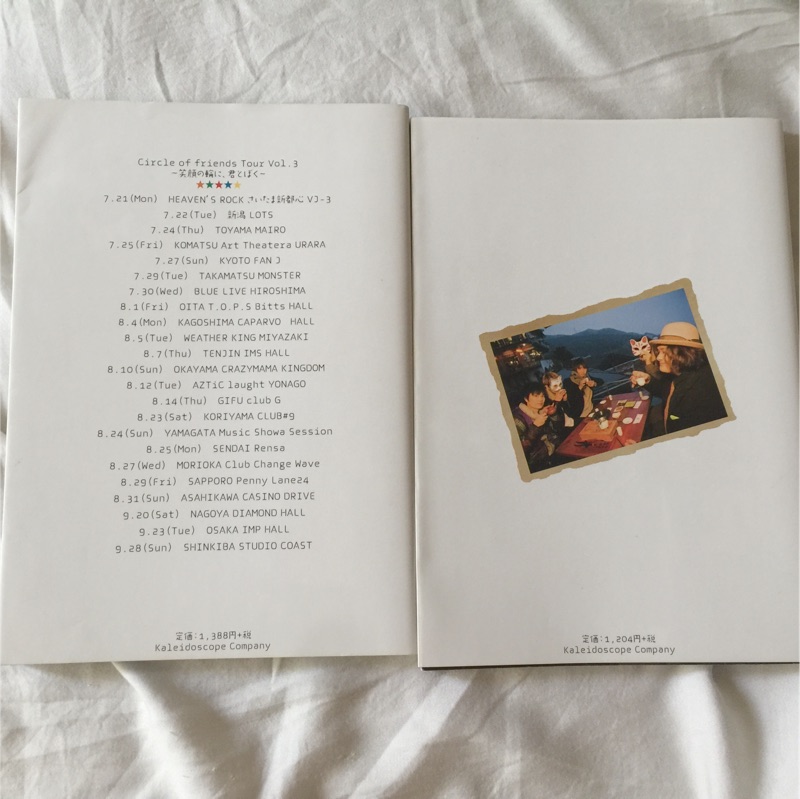 Circle of friends Tour Vol.3
-笑顔の輪に、君とぼく-
7.21(Mon) HEAVEN'S ROCK さいたま新都心 VJ-3
7.22(Tue) 新潟 LOTS
7.24(Thu) TOYAMA MAIRO
7.25(Fri) KOMATSU Art Theatera URARA
7.27(Sun) KYOTO FAN J
7.29(Tue) TAKAMATSU MONSTER
7.30(Wed) BLUE LIVE HIROSHIMA
8.1(Fri) OITA T.O.P.S Bitts HALL
8.4(Mon) KAGOSHIMA CAPARVO HALL
8.5(Tue) WEATHER KING MIYAZAKI
8.7(Thu) TENJIN IMS HALL
8.10(Sun) OKAYAMA CRAZYMAMA KINGDOM
8.12(Tue) AZTiC laught YONAGO
8.14(Thu) GIFU club G
8.23(Sat) KORIYAMA CLUB#9
8.24(Sun) YAMAGATA Music Showa Session
8.25(Mon) SENDAI Rensa
8.27(Wed) MORIOKA Club Change Wave
8.29(Fri) SAPPORO Penny Lane24
8.31(Sun) ASAHIKAWA CASINO DRIVE
9.20(Sat) NAGOYA DIAMOND HALL
9.23(Tue) OSAKA IMP HALL
9.28(Sun) SHINKIBA STUDIO COAST
定価:1,388円+税
Kaleidoscope Company
定価:1,204円+税
Kaleidoscope Company